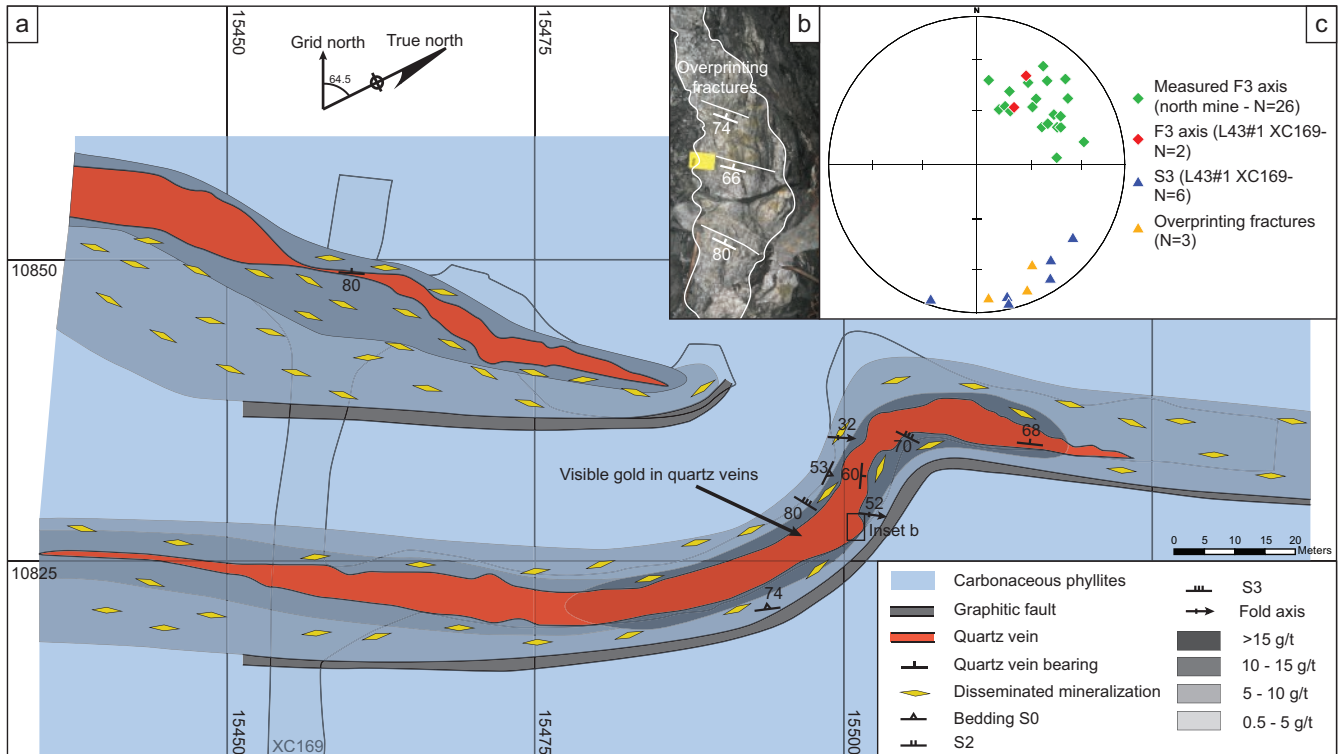 a
15450
15475
Grid north
True north
64.5
b
Overprinting
fractures
74
66
80
c
N
Measured F3 axis
(north mine - N=26)
F3 axis (L43#1 XC169-
N=2)
S3 (L43#1 XC169-
N=6)
Overprinting fractures
(N=3)
10850
80
32
68
70
53
60
Visible gold in quartz veins
80
52
Inset b
0 5 10 15 20
Meters
10825
74
15450
15475
15500
XC169
Carbonaceous phyllites
Graphitic fault
Quartz vein
Quartz vein bearing
Disseminated mineralization
Bedding S0
S2
S3
Fold axis
>15 g/t
10 - 15 g/t
5 - 10 g/t
0.5 - 5 g/t